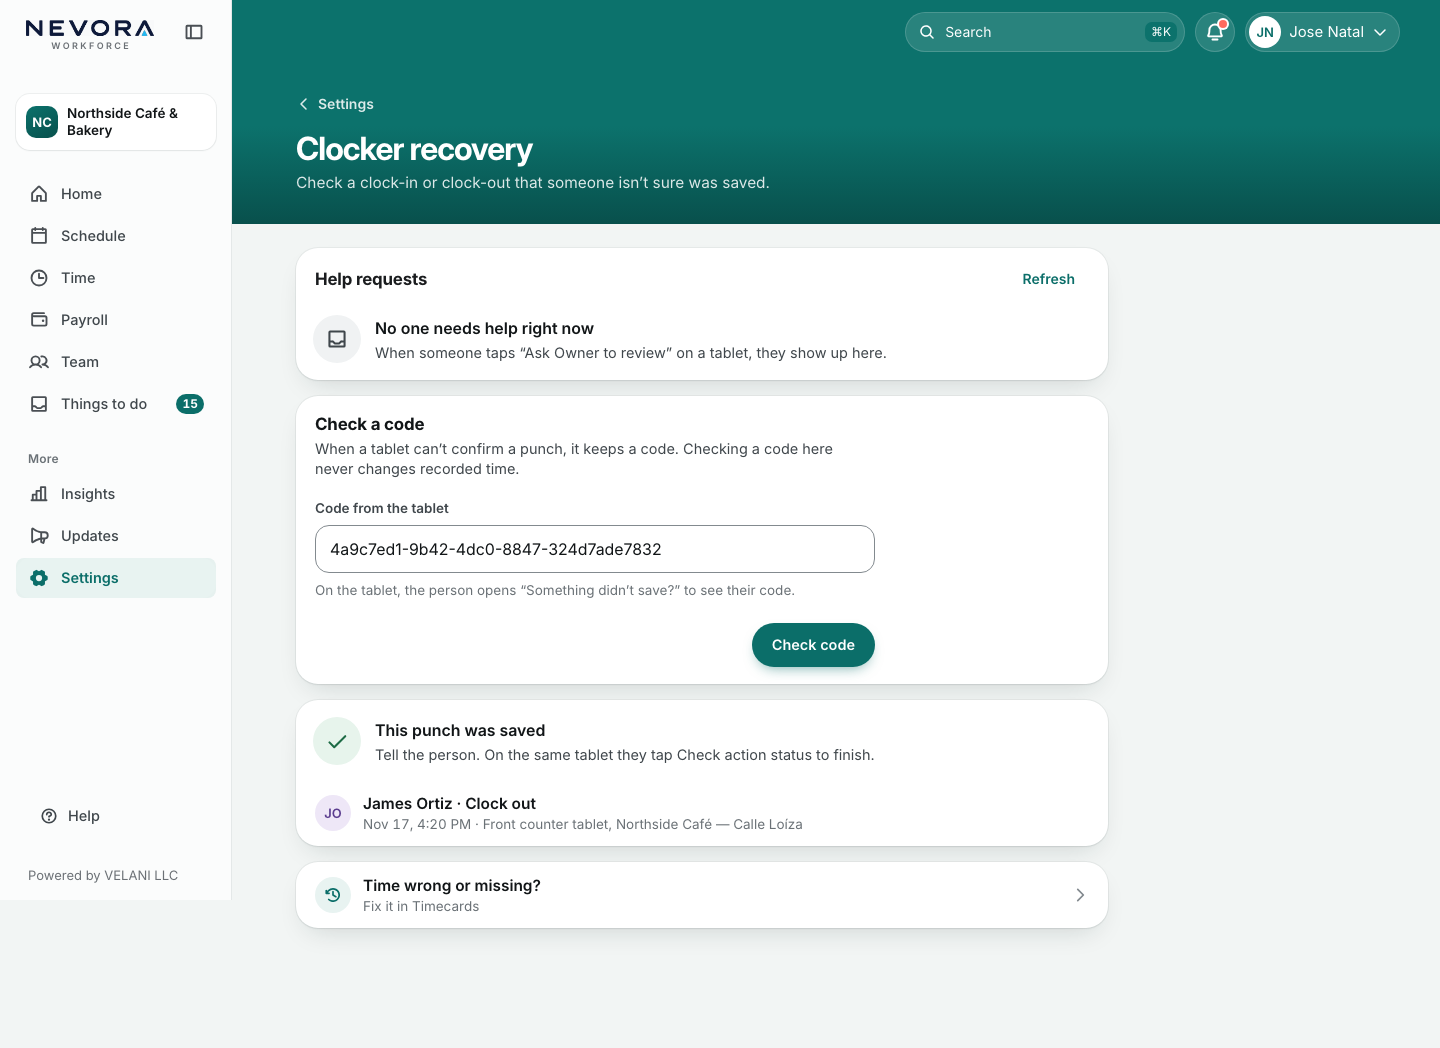 NEVORA
WORKFORCE
Search
⌘K
JN
Jose Natal
NC
Northside Café &
Bakery
Home
Schedule
Time
Payroll
Team
Things to do
15
More
Insights
Updates
Settings
Help
Powered by VELANI LLC
Settings
Clocker recovery
Check a clock-in or clock-out that someone isn’t sure was saved.
Help requests
Refresh
No one needs help right now
When someone taps “Ask Owner to review” on a tablet, they show up here.
Check a code
When a tablet can’t confirm a punch, it keeps a code. Checking a code here
never changes recorded time.
Code from the tablet
4a9c7ed1-9b42-4dc0-8847-324d7ade7832
On the tablet, the person opens “Something didn’t save?” to see their code.
Check code
This punch was saved
Tell the person. On the same tablet they tap Check action status to finish.
JO
James Ortiz · Clock out
Nov 17, 4:20 PM · Front counter tablet, Northside Café — Calle Loíza
Time wrong or missing?
Fix it in Timecards